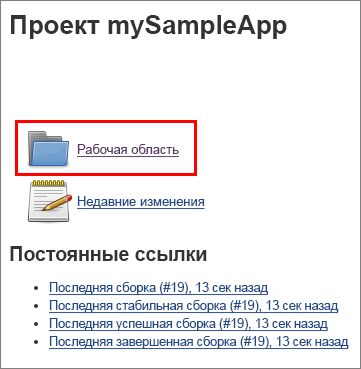 Проект mySampleApp
Рабочая область
Недавние изменения
Постоянные ссылки
Последняя сборка (#19), 13 сек назад
Последняя стабильная сборка (#19), 13 сек назад
Последняя успешная сборка (#19), 13 сек назад
Последняя завершенная сборка (#19), 13 сек назад